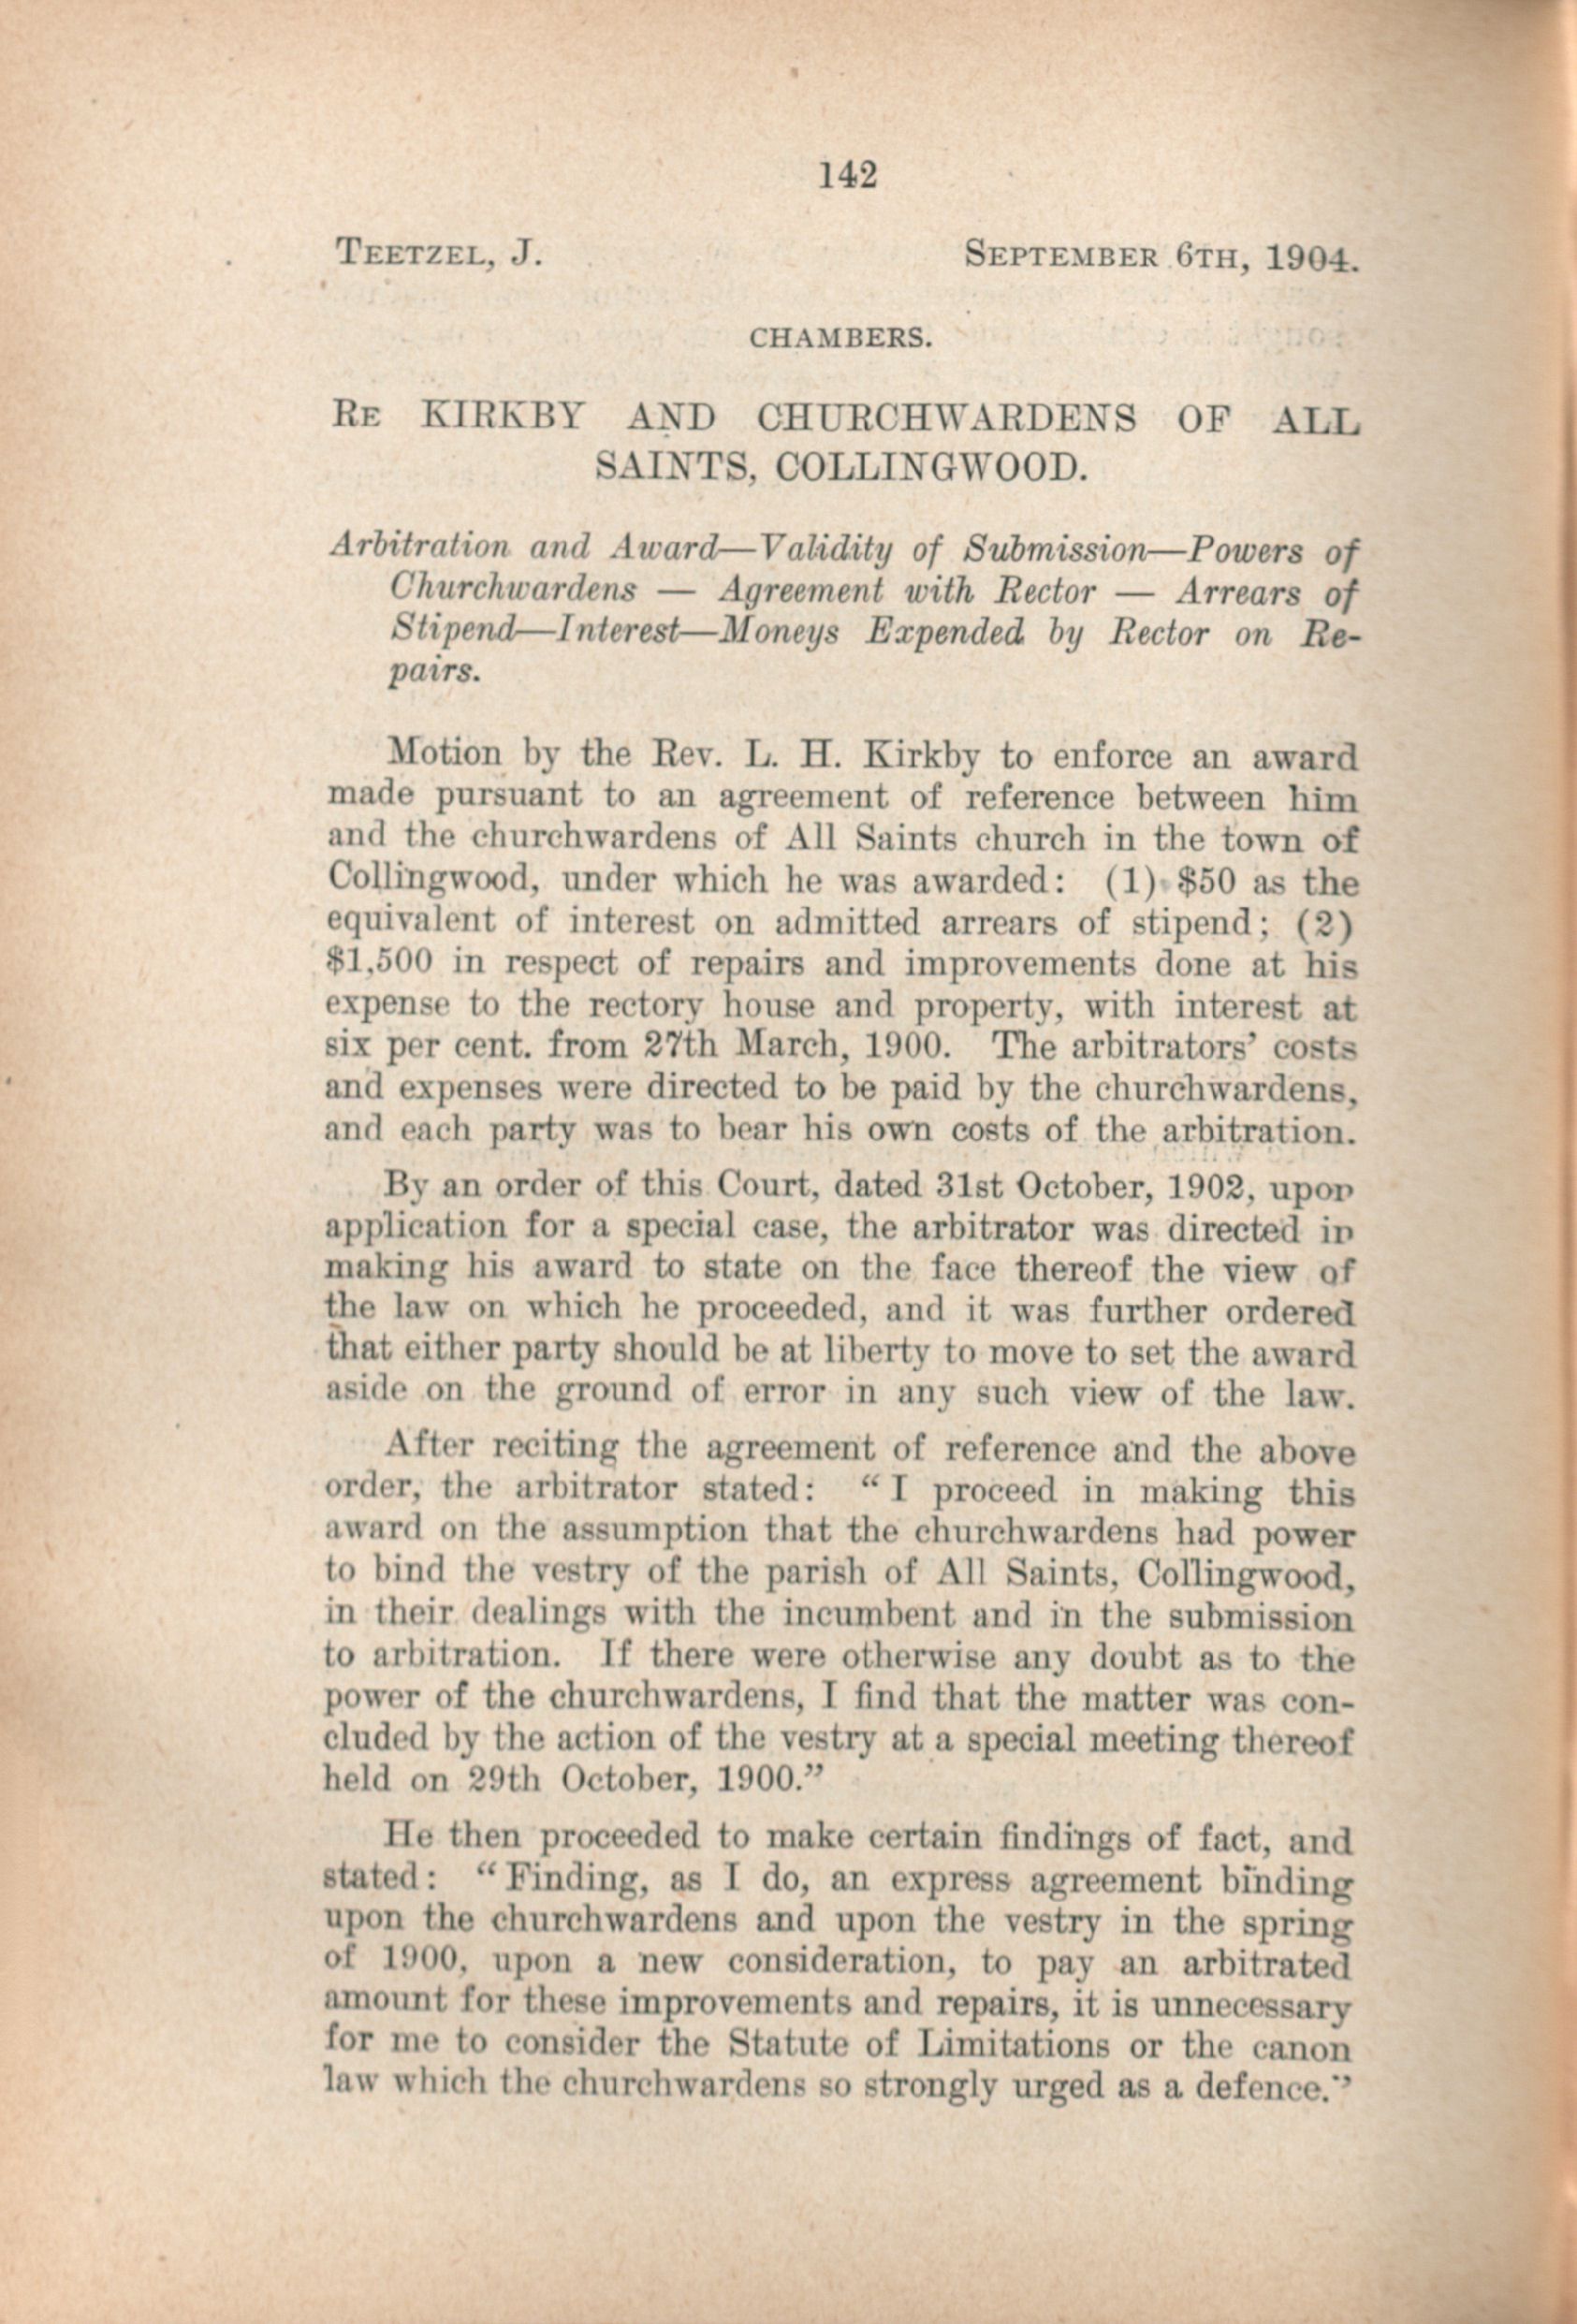 142
TEETZEL, J. SEPTEMBER 6TH, 1904.
CHAMBERS.
RE KIRKBY AND CHURCHWARDENS OF ALL
SAINTS, COLLINGWOOD.
Arbitration and Award—Validity of Submission—Powers of
Churchwardens — Agreement with Rector — Arrears of
Stipend—Interest—Moneys Expended by Rector on Re-
pairs.
Motion by the Rev. L. H. Kirkby to enforce an award
made pursuant to an agreement of reference between him
and the churchwardens of All Saints church in the town of
Collingwood, under which he was awarded: (1) $50 as the
equivalent of interest on admitted arrears of stipend; (2)
$1,500 in respect of repairs and improvements done at his
expense to the rectory house and property, with interest at
six per cent. from 27th March, 1900. The arbitrators' costs
and expenses were directed to be paid by the churchwardens,
and each party was to bear his own costs of the arbitration.
By an order of this Court, dated 31st October, 1902, upon
application for a special case, the arbitrator was directed in
making his award to state on the face thereof the view of
the law on which he proceeded, and it was further ordered
that either party should be at liberty to move to set the award
aside on the ground of error in any such view of the law.
After reciting the agreement of reference and the above
order, the arbitrator stated: "I proceed in making this
award on the assumption that the churchwardens had power
to bind the vestry of the parish of All Saints, Collingwood,
in their dealings with the incumbent and in the submission
to arbitration. If there were otherwise any doubt as to the
power of the churchwardens, I find that the matter was con-
cluded by the action of the vestry at a special meeting thereof
held on 29th October, 1900."
He then proceeded to make certain findings of fact, and
stated: "Finding, as I do, an express agreement binding
upon the churchwardens and upon the vestry in the spring
of 1900, upon a new consideration, to pay an arbitrated
amount for these improvements and repairs, it is unnecessary
for me to consider the Statute of Limitations or the canon
law which the churchwardens so strongly urged as a defence."